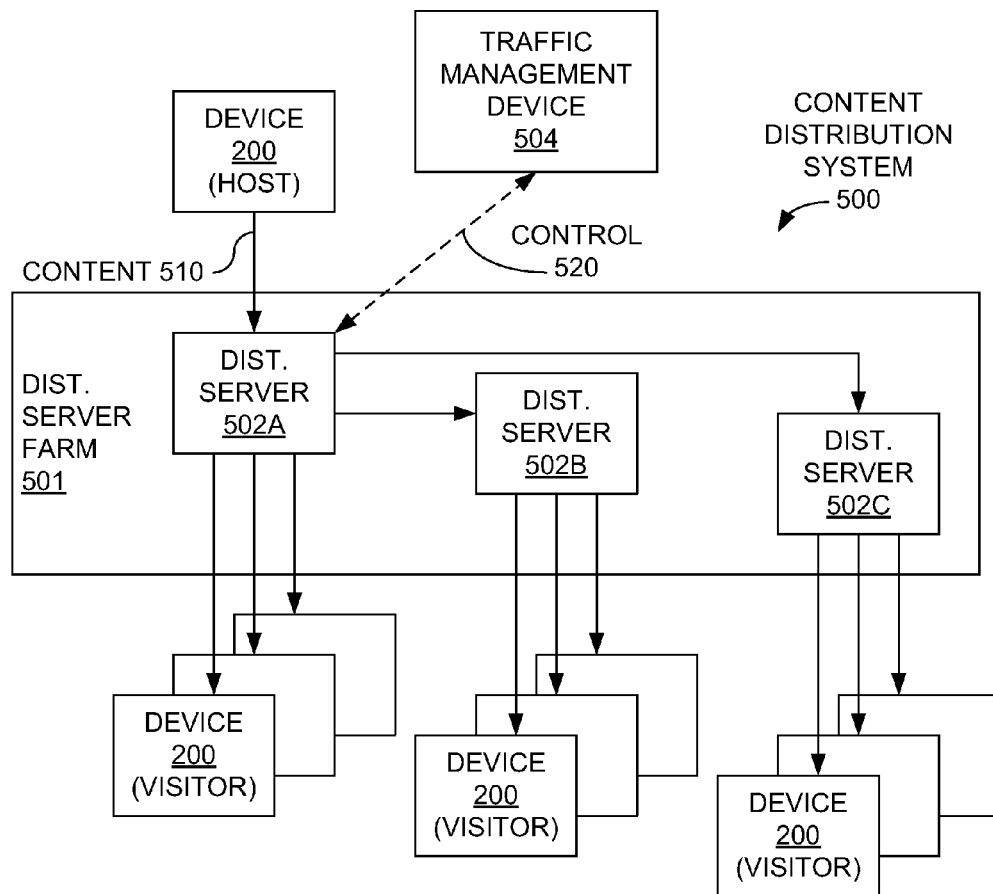 TRAFFIC
MANAGEMENT
DEVICE
504
DEVICE
200
(HOST)
CONTENT
DISTRIBUTION
SYSTEM
500
CONTROL
520
CONTENT 510
DIST.
SERVER
FARM
501
DIST.
SERVER
502A
DIST.
SERVER
502B
DIST.
SERVER
502C
DEVICE
200
(VISITOR)
DEVICE
200
(VISITOR)
DEVICE
200
(VISITOR)